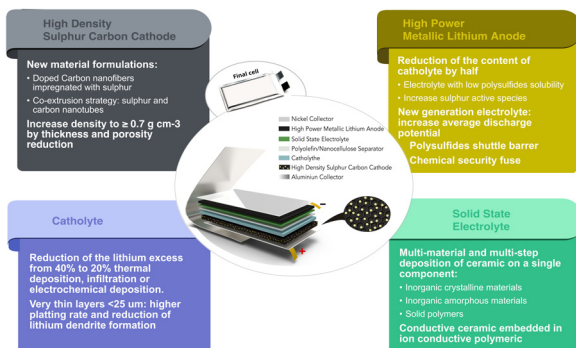 High Density
Sulphur Carbon Cathode
New material formulations:
• Doped Carbon nanofibers
impregnated with sulphur
• Co-extrusion strategy: sulphur and
carbon nanotubes
Increase density to ≥ 0.7 g cm-3
by thickness and porosity
reduction
High Power
Metallic Lithium Anode
Reduction of the content of
catholyte by half
• Electrolyte with low polysulfides solubility
• Increase sulphur active species
New generation electrolyte:
increase average discharge
potential
Polysulfides shuttle barrer
Chemical security fuse
Final cell
Nickel Collector
High Power Metallic Lithium Anode
Solid State Electrolyte
Polyolefin/Nanocellulose Separator
Catholythe
High Density Sulphur Carbon Cathode
Aluminiun Collector
-
+
Catholyte
Reduction of the lithium excess
from 40% to 20% thermal
deposition, infiltration or
electrochemical deposition.
Very thin layers <25 um: higher
platting rate and reduction of
lithium dendrite formation
Solid State
Electrolyte
Multi-material and multi-step
deposition of ceramic on a single
component:
• Inorganic crystalline materials
• Inorganic amorphous materials
• Solid polymers
Conductive ceramic embedded in
ion conductive polymeric